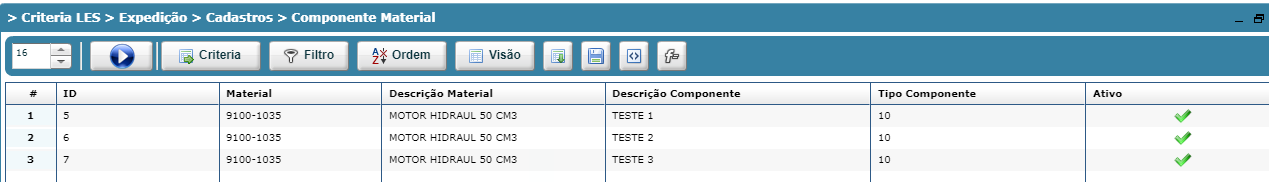 > Criteria LES > Expedição > Cadastros > Componente Material
16 Criteria Filtro Ordem Visão
# ID Material Descrição Material Descrição Componente Tipo Componente Ativo
1 5 9100-1035 MOTOR HIDRAUL 50 CM3 TESTE 1 10
2 6 9100-1035 MOTOR HIDRAUL 50 CM3 TESTE 2 10
3 7 9100-1035 MOTOR HIDRAUL 50 CM3 TESTE 3 10